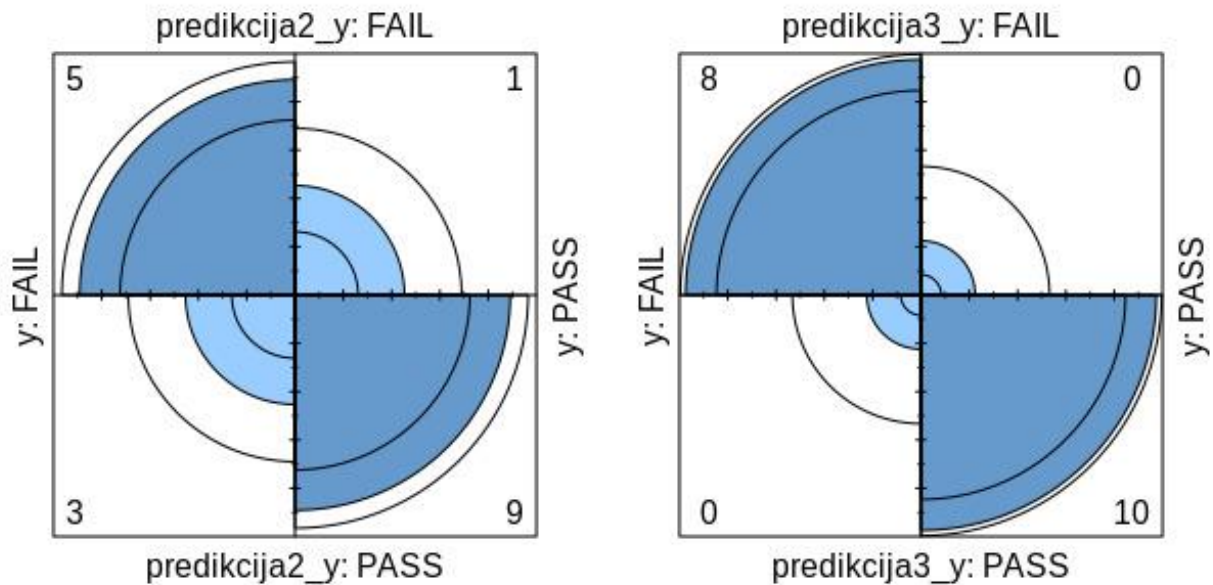 predikcija2_y: FAIL
5
1
y: FAIL
y: PASS
3
9
predikcija2_y: PASS
predikcija3_y: FAIL
8
0
y: FAIL
y: PASS
0
10
predikcija3_y: PASS